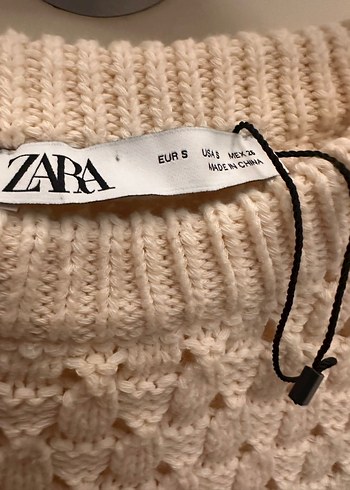 ZARA
EUR S USA S MEX 26
MADE IN CHINA